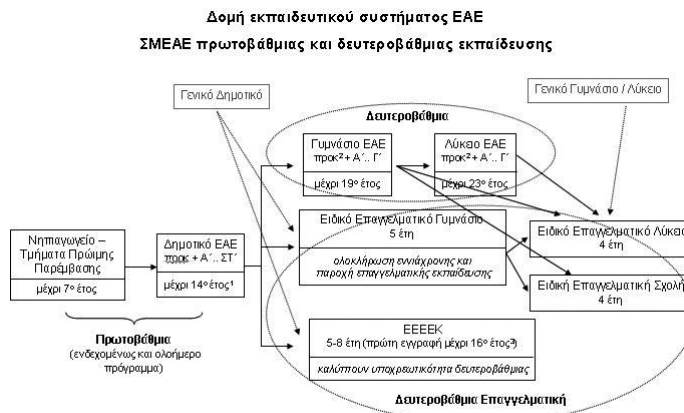 Δομή εκπαιδευτικού συστήματος ΕΑΕ
ΣΜΕΑΕ πρωτοβάθμιας και δευτεροβάθμιας εκπαίδευσης
Γενικό Δημοτικό
Γενικό Γυμνάσιο / Λύκειο
Δευτεροβάθμια
Γυμνάσιο ΕΑΕ
προκ² + Α΄.. Γ΄
μέχρι 19ο έτος
Λύκειο ΕΑΕ
προκ² + Α΄.. Γ΄
μέχρι 23ο έτος
Νηπιαγωγείο –
Τμήματα Πρώιμης
Παρέμβασης
μέχρι 7ο έτος
Δημοτικό ΕΑΕ
προκ + Α΄.. ΣΤ΄
μέχρι 14ο έτος¹
Ειδικό Επαγγελματικό Γυμνάσιο
5 έτη
ολοκλήρωση εννιάχρονης και
παροχή επαγγελματικής εκπαίδευσης
Ειδικό Επαγγελματικό Λύκειο
4 έτη
Ειδική Επαγγελματική Σχολή
4 έτη
Πρωτοβάθμια
(ενδεχομένως και ολοήμερο
πρόγραμμα)
ΕΕΕΕΚ
5-8 έτη (πρώτη εγγραφή μέχρι 16ο έτος³)
καλύπτουν υποχρεωτικότητα δευτεροβάθμιας
Δευτεροβάθμια Επαγγελματική